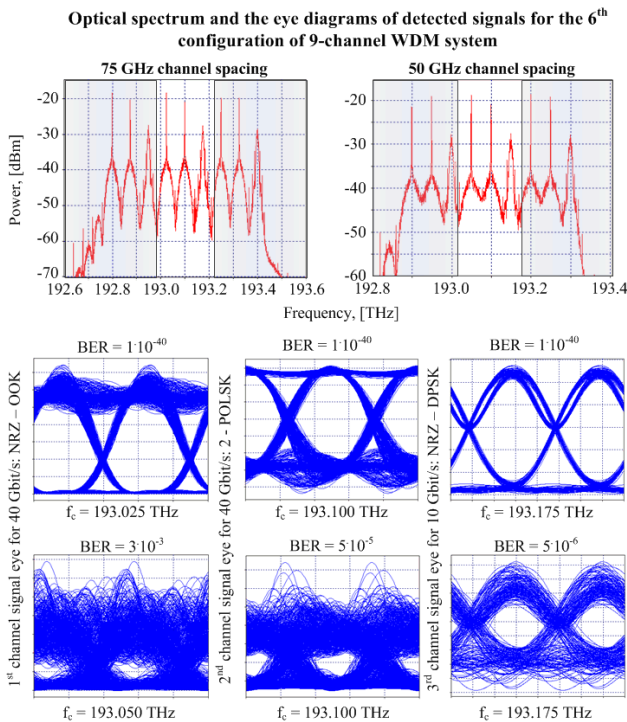 Optical spectrum and the eye diagrams of detected signals for the 6th
configuration of 9-channel WDM system
75 GHz channel spacing
50 GHz channel spacing
Power, [dBm]
-20
-30
-40
-50
-60
-70
192.6
192.8
193.0
193.2
193.4
193.6
-20
-30
-40
-50
-60
192.8
193.0
193.2
193.4
Frequency, [THz]
1st channel signal eye for 40 Gbit/s: NRZ – OOK
2nd channel signal eye for 40 Gbit/s: 2 - POLSK
3rd channel signal eye for 10 Gbit/s: NRZ – DPSK
BER = 1·10-40
BER = 1·10-40
BER = 1·10-40
fc = 193.025 THz
fc = 193.100 THz
fc = 193.175 THz
BER = 3·10-3
BER = 5·10-5
BER = 5·10-6
fc = 193.050 THz
fc = 193.100 THz
fc = 193.175 THz